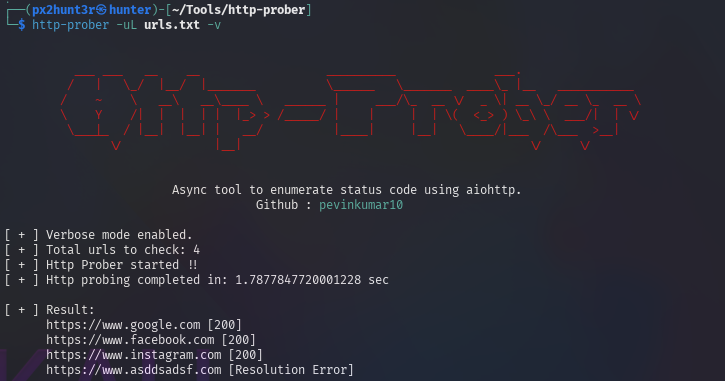 ┌──(px2hunt3r㉿hunter)-[~/Tools/http-prober]
└─$ http-prober -uL urls.txt -v
Http-Prober
Async tool to enumerate status code using aiohttp.
Github : pevinkumar10
[ + ] Verbose mode enabled.
[ + ] Total urls to check: 4
[ + ] Http Prober started !!
[ + ] Http probing completed in: 1.7877847720001228 sec
[ + ] Result:
https://www.google.com [200]
https://www.facebook.com [200]
https://www.instagram.com [200]
https://www.asddsadsf.com [Resolution Error]